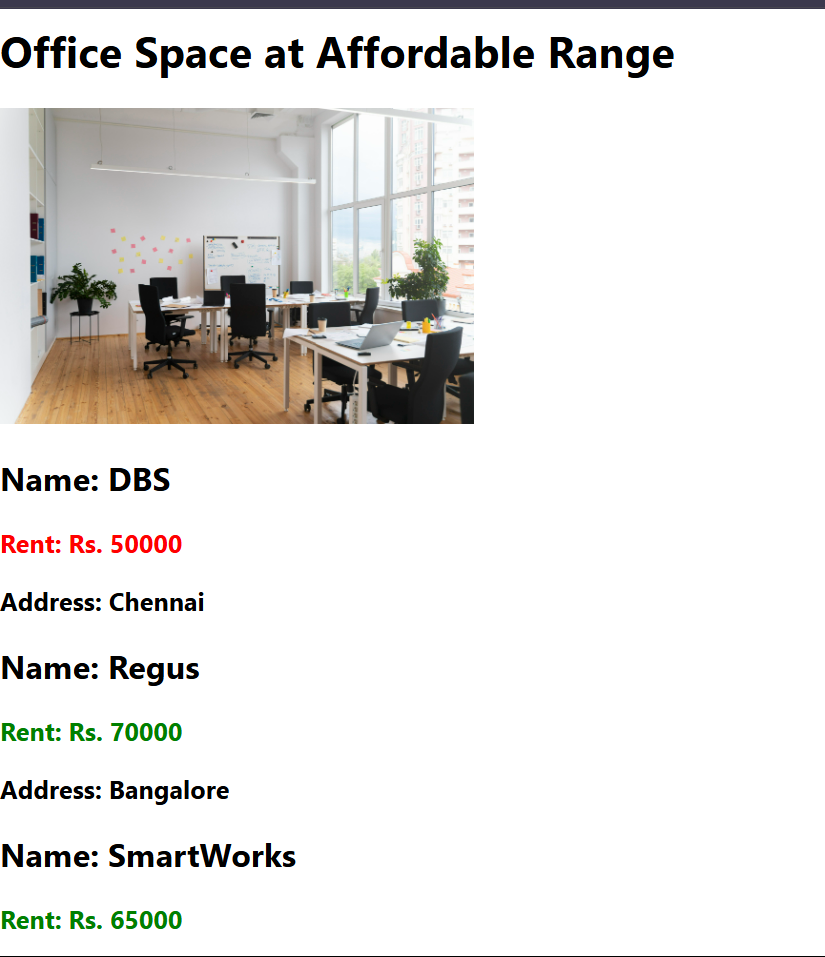 Office Space at Affordable Range
Name: DBS
Rent: Rs. 50000
Address: Chennai
Name: Regus
Rent: Rs. 70000
Address: Bangalore
Name: SmartWorks
Rent: Rs. 65000